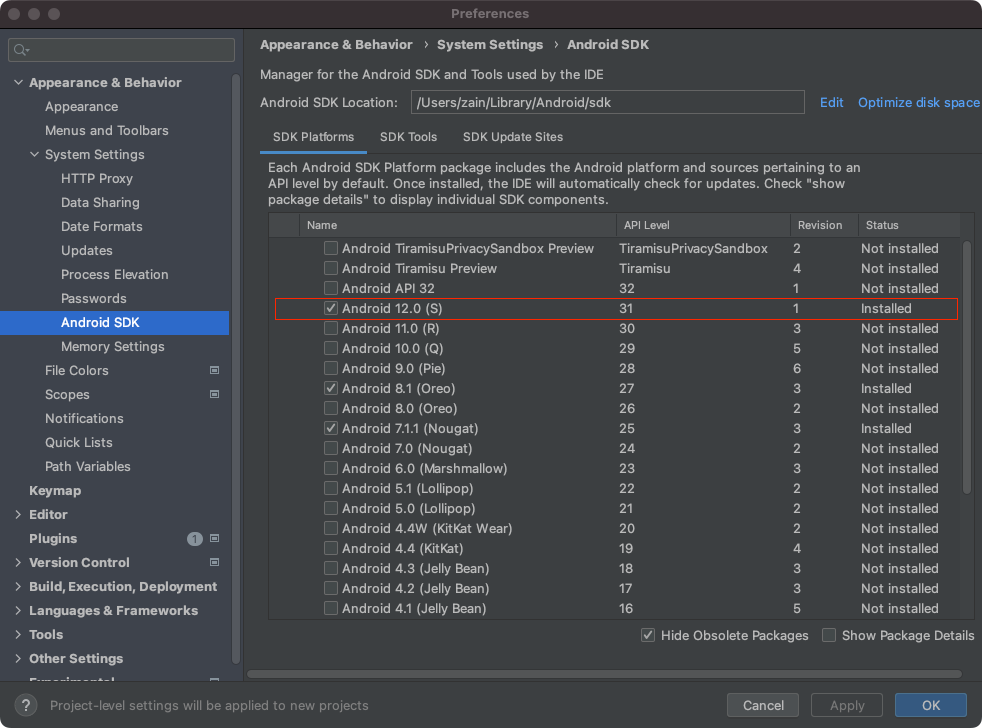 Preferences
Appearance & Behavior
Appearance
Menus and Toolbars
System Settings
HTTP Proxy
Data Sharing
Date Formats
Updates
Process Elevation
Passwords
Android SDK
Memory Settings
File Colors
Scopes
Notifications
Quick Lists
Path Variables
Keymap
Editor
Plugins 1
Version Control
Build, Execution, Deployment
Languages & Frameworks
Tools
Other Settings
Experimental
Appearance & Behavior › System Settings › Android SDK
Manager for the Android SDK and Tools used by the IDE
Android SDK Location: /Users/zain/Library/Android/sdk Edit Optimize disk space
SDK Platforms SDK Tools SDK Update Sites
Each Android SDK Platform package includes the Android platform and sources pertaining to an
API level by default. Once installed, the IDE will automatically check for updates. Check "show
package details" to display individual SDK components.
Name API Level Revision Status
Android TiramisuPrivacySandbox Preview TiramisuPrivacySandbox 2 Not installed
Android Tiramisu Preview Tiramisu 4 Not installed
Android API 32 32 1 Not installed
Android 12.0 (S) 31 1 Installed
Android 11.0 (R) 30 3 Not installed
Android 10.0 (Q) 29 5 Not installed
Android 9.0 (Pie) 28 6 Not installed
Android 8.1 (Oreo) 27 3 Installed
Android 8.0 (Oreo) 26 2 Not installed
Android 7.1.1 (Nougat) 25 3 Installed
Android 7.0 (Nougat) 24 2 Not installed
Android 6.0 (Marshmallow) 23 3 Not installed
Android 5.1 (Lollipop) 22 2 Not installed
Android 5.0 (Lollipop) 21 2 Not installed
Android 4.4W (KitKat Wear) 20 2 Not installed
Android 4.4 (KitKat) 19 4 Not installed
Android 4.3 (Jelly Bean) 18 3 Not installed
Android 4.2 (Jelly Bean) 17 3 Not installed
Android 4.1 (Jelly Bean) 16 5 Not installed
Hide Obsolete Packages Show Package Details
? Project-level settings will be applied to new projects
Cancel Apply OK